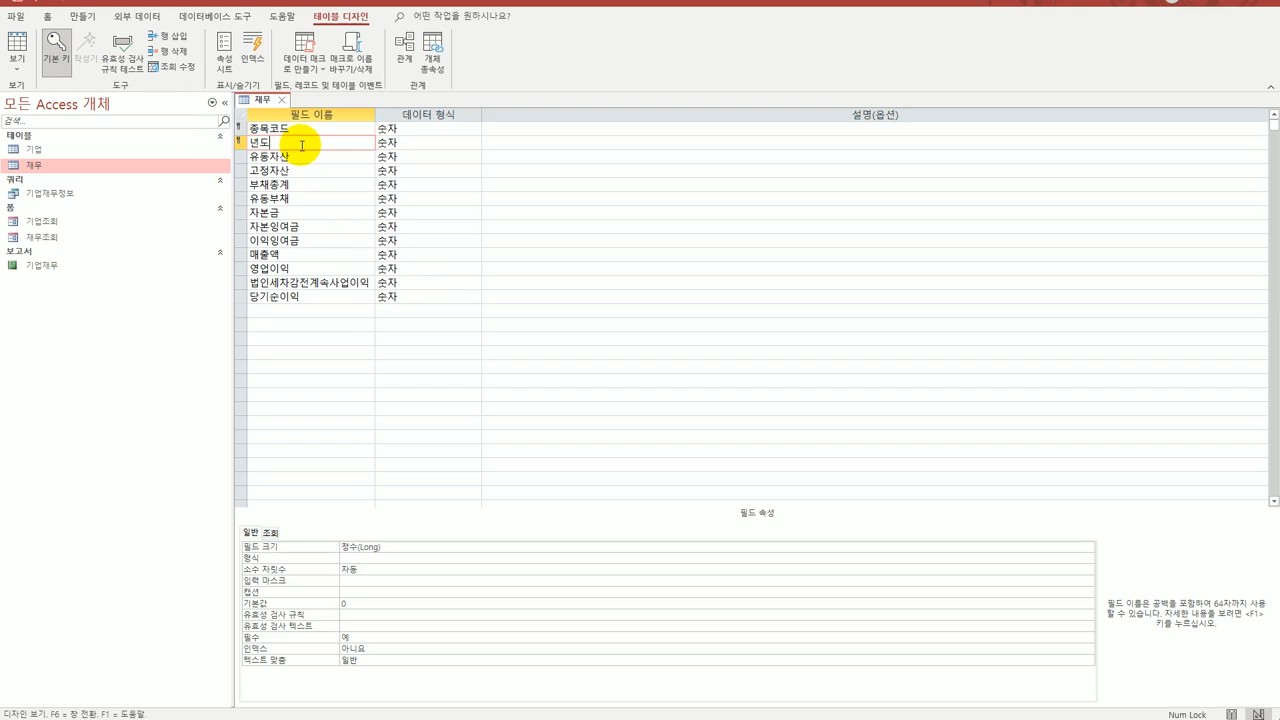 파일 홈 만들기 외부 데이터 데이터베이스 도구 도움말 테이블 디자인 어떤 작업을 원하시나요?
보기
기본 키
작성기
유효성 검사
규칙 테스트
행 삽입
행 삭제
조회 수정
속성
시트
인덱스
데이터 매크
로 만들기
매크로 이름
바꾸기/삭제
관계
개체
종속성
보기 도구 표시/숨기기 필드, 레코드 및 테이블 이벤트 관계
모든 Access 개체
검색...
테이블
기업
재무
쿼리
기업재무정보
폼
기업조회
재무조회
보고서
기업재무
재무
필드 이름 데이터 형식 설명(옵션)
종목코드 숫자
년도 숫자
유동자산 숫자
고정자산 숫자
부채총계 숫자
유동부채 숫자
자본금 숫자
자본잉여금 숫자
이익잉여금 숫자
매출액 숫자
영업이익 숫자
법인세차감전계속사업이익 숫자
당기순이익 숫자
필드 속성
일반 조회
필드 크기 정수(Long)
형식
소수 자릿수 자동
입력 마스크
캡션
기본값 0
유효성 검사 규칙
유효성 검사 텍스트
필수 예
인덱스 아니요
텍스트 맞춤 일반
필드 이름은 공백을 포함하여 64자까지 사용
할 수 있습니다. 자세한 내용을 보려면 <F1>
키를 누르십시오.
디자인 보기. F6 = 창 전환. F1 = 도움말.
Num Lock